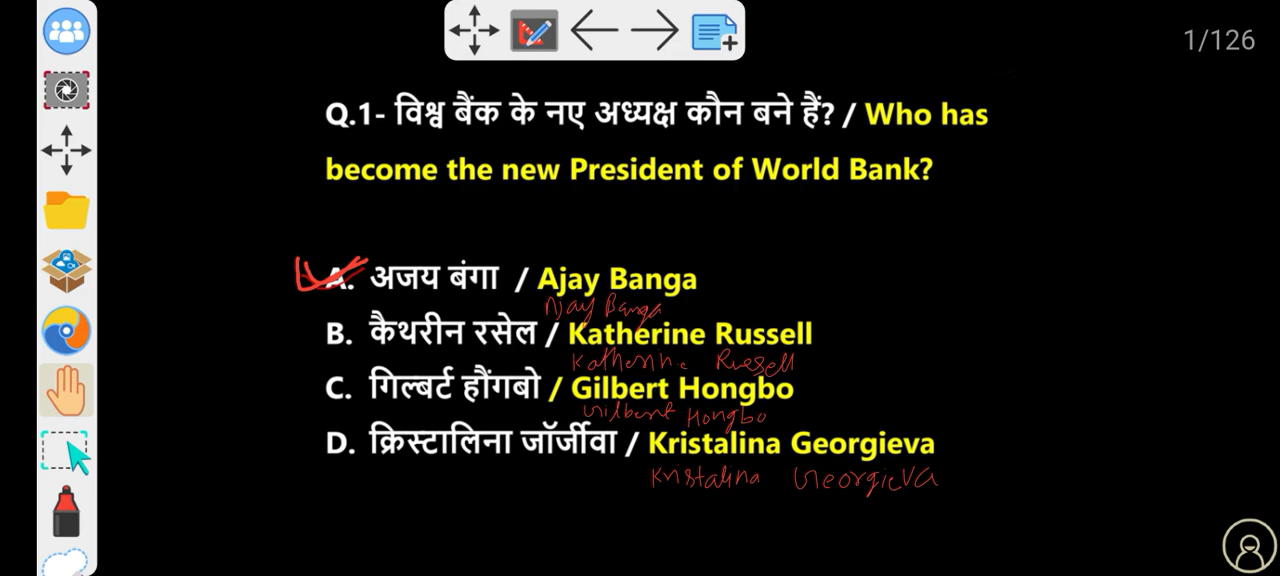 1/126
Q.1- विश्व बैंक के नए अध्यक्ष कौन बने हैं? / Who has
become the new President of World Bank?
A. अजय बंगा / Ajay Banga
Ajay Banga
B. कैथरीन रसेल / Katherine Russell
Katherine Russell
C. गिल्बर्ट हौंगबो / Gilbert Hongbo
Gilbert Hongbo
D. क्रिस्टालिना जॉर्जीवा / Kristalina Georgieva
Kristalina Georgieva